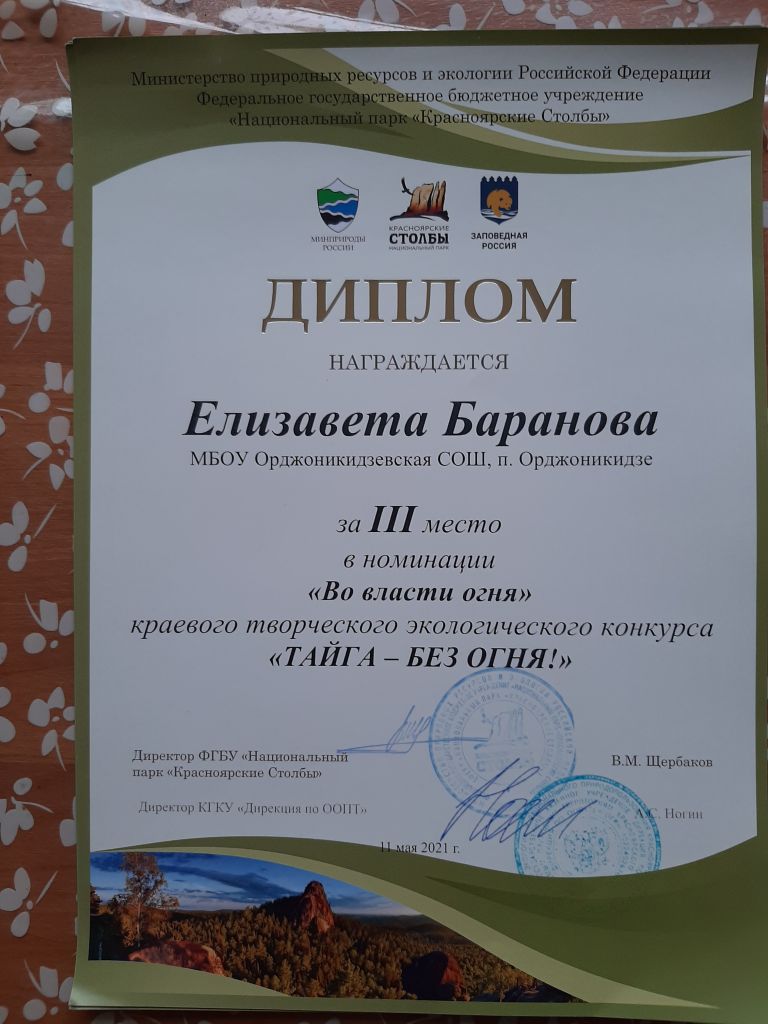 Министерство природных ресурсов и экологии Российской Федерации
Федеральное государственное бюджетное учреждение
«Национальный парк «Красноярские Столбы»
МИНПРИРОДЫ
РОССИИ
КРАСНОЯРСКИЕ
СТОЛБЫ
НАЦИОНАЛЬНЫЙ ПАРК
ЗАПОВЕДНАЯ
РОССИЯ
ДИПЛОМ
НАГРАЖДАЕТСЯ
Елизавета Баранова
МБОУ Орджоникидзевская СОШ, п. Орджоникидзе
за III место
в номинации
«Во власти огня»
краевого творческого экологического конкурса
«ТАЙГА – БЕЗ ОГНЯ!»
Директор ФГБУ «Национальный
парк «Красноярские Столбы»
В.М. Щербаков
Директор КГКУ «Дирекция по ООПТ»
А.С. Ногин
11 мая 2021 г.